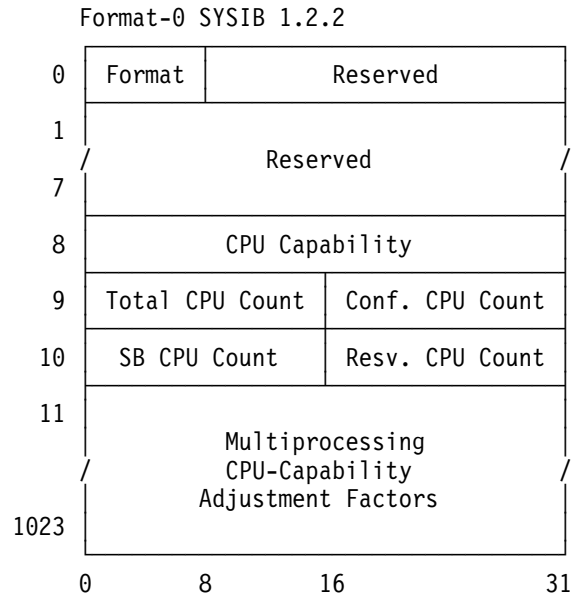 Format-0 SYSIB 1.2.2
0 Format Reserved
1
/ Reserved /
7
8 CPU Capability
9 Total CPU Count Conf. CPU Count
10 SB CPU Count Resv. CPU Count
11
Multiprocessing
/ CPU-Capability /
Adjustment Factors
1023
0 8 16 31